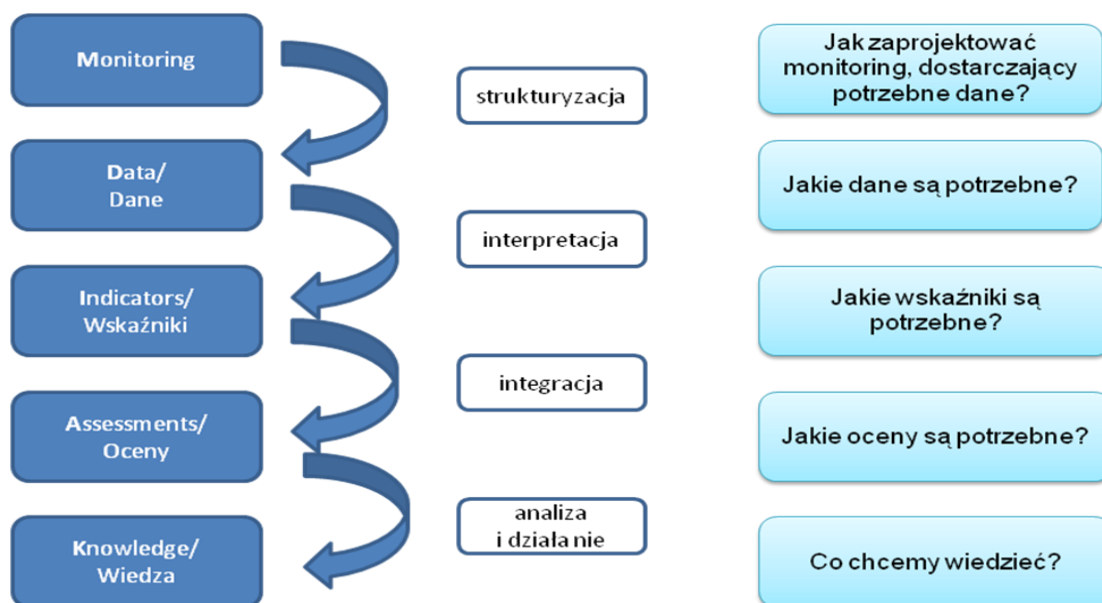 Monitoring
Data/
Dane
Indicators/
Wskaźniki
Assessments/
Oceny
Knowledge/
Wiedza
strukturyzacja
interpretacja
integracja
analiza
i działanie
Jak zaprojektować
monitoring, dostarczający
potrzebne dane?
Jakie dane są potrzebne?
Jakie wskaźniki są
potrzebne?
Jakie oceny są potrzebne?
Co chcemy wiedzieć?